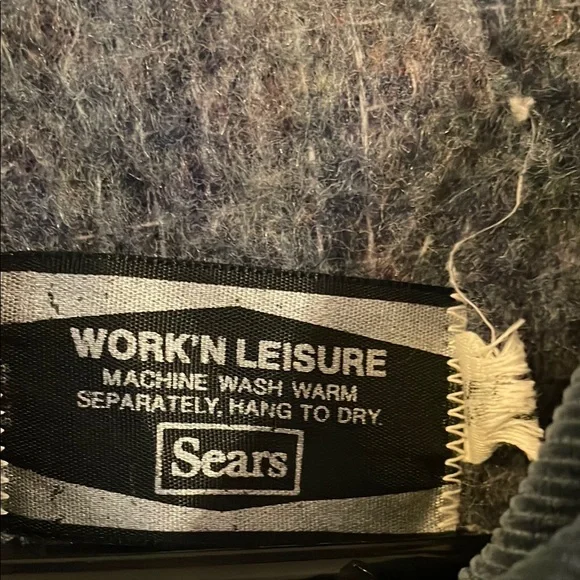 WORK'N LEISURE
MACHINE WASH WARM
SEPARATELY. HANG TO DRY.
Sears